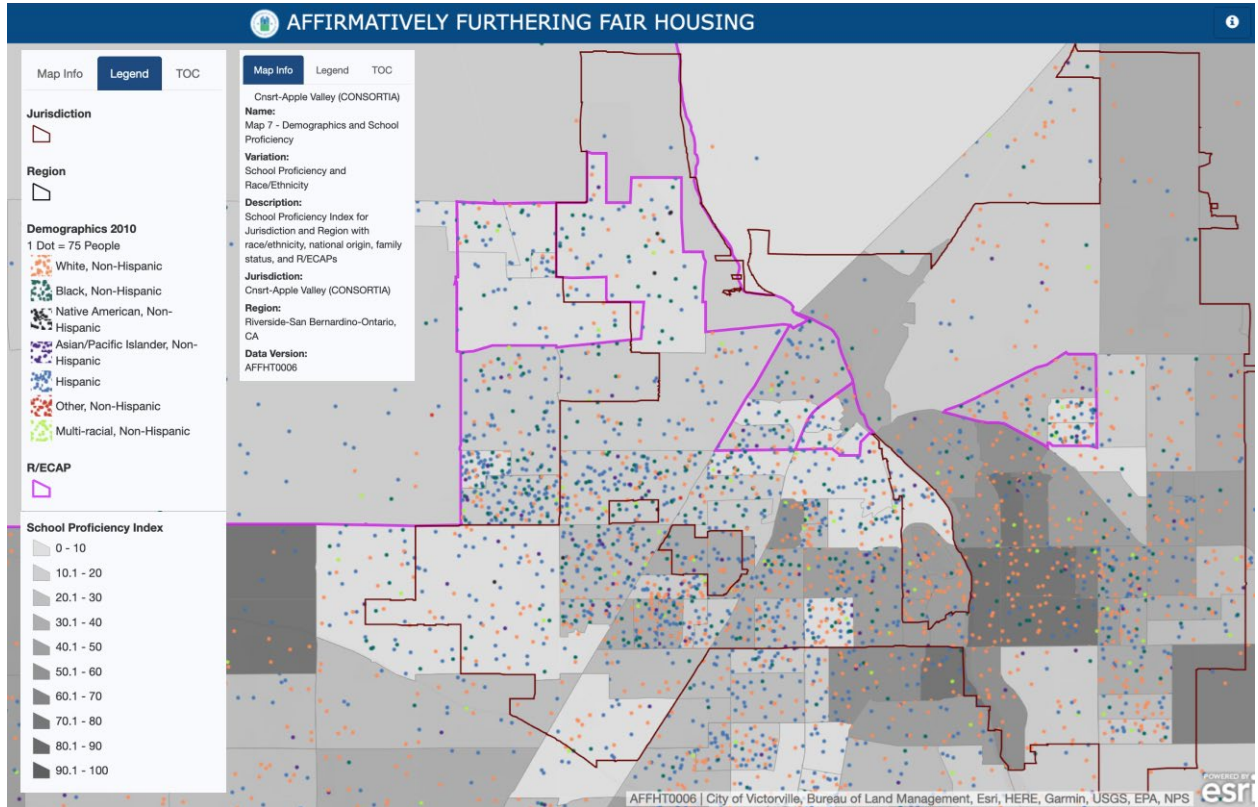 AFFIRMATIVELY FURTHERING FAIR HOUSING
Map Info Legend TOC
Jurisdiction
Region
Demographics 2010
1 Dot = 75 People
White, Non-Hispanic
Black, Non-Hispanic
Native American, Non-
Hispanic
Asian/Pacific Islander, Non-
Hispanic
Hispanic
Other, Non-Hispanic
Multi-racial, Non-Hispanic
R/ECAP
School Proficiency Index
0 - 10
10.1 - 20
20.1 - 30
30.1 - 40
40.1 - 50
50.1 - 60
60.1 - 70
70.1 - 80
80.1 - 90
90.1 - 100
Map Info Legend TOC
Cnsrt-Apple Valley (CONSORTIA)
Name:
Map 7 - Demographics and School
Proficiency
Variation:
School Proficiency and
Race/Ethnicity
Description:
School Proficiency Index for
Jurisdiction and Region with
race/ethnicity, national origin, family
status, and R/ECAPs
Jurisdiction:
Cnsrt-Apple Valley (CONSORTIA)
Region:
Riverside-San Bernardino-Ontario,
CA
Data Version:
AFFHT0006
POWERED BY
esri
AFFHT0006 | City of Victorville, Bureau of Land Management, Esri, HERE, Garmin, USGS, EPA, NPS